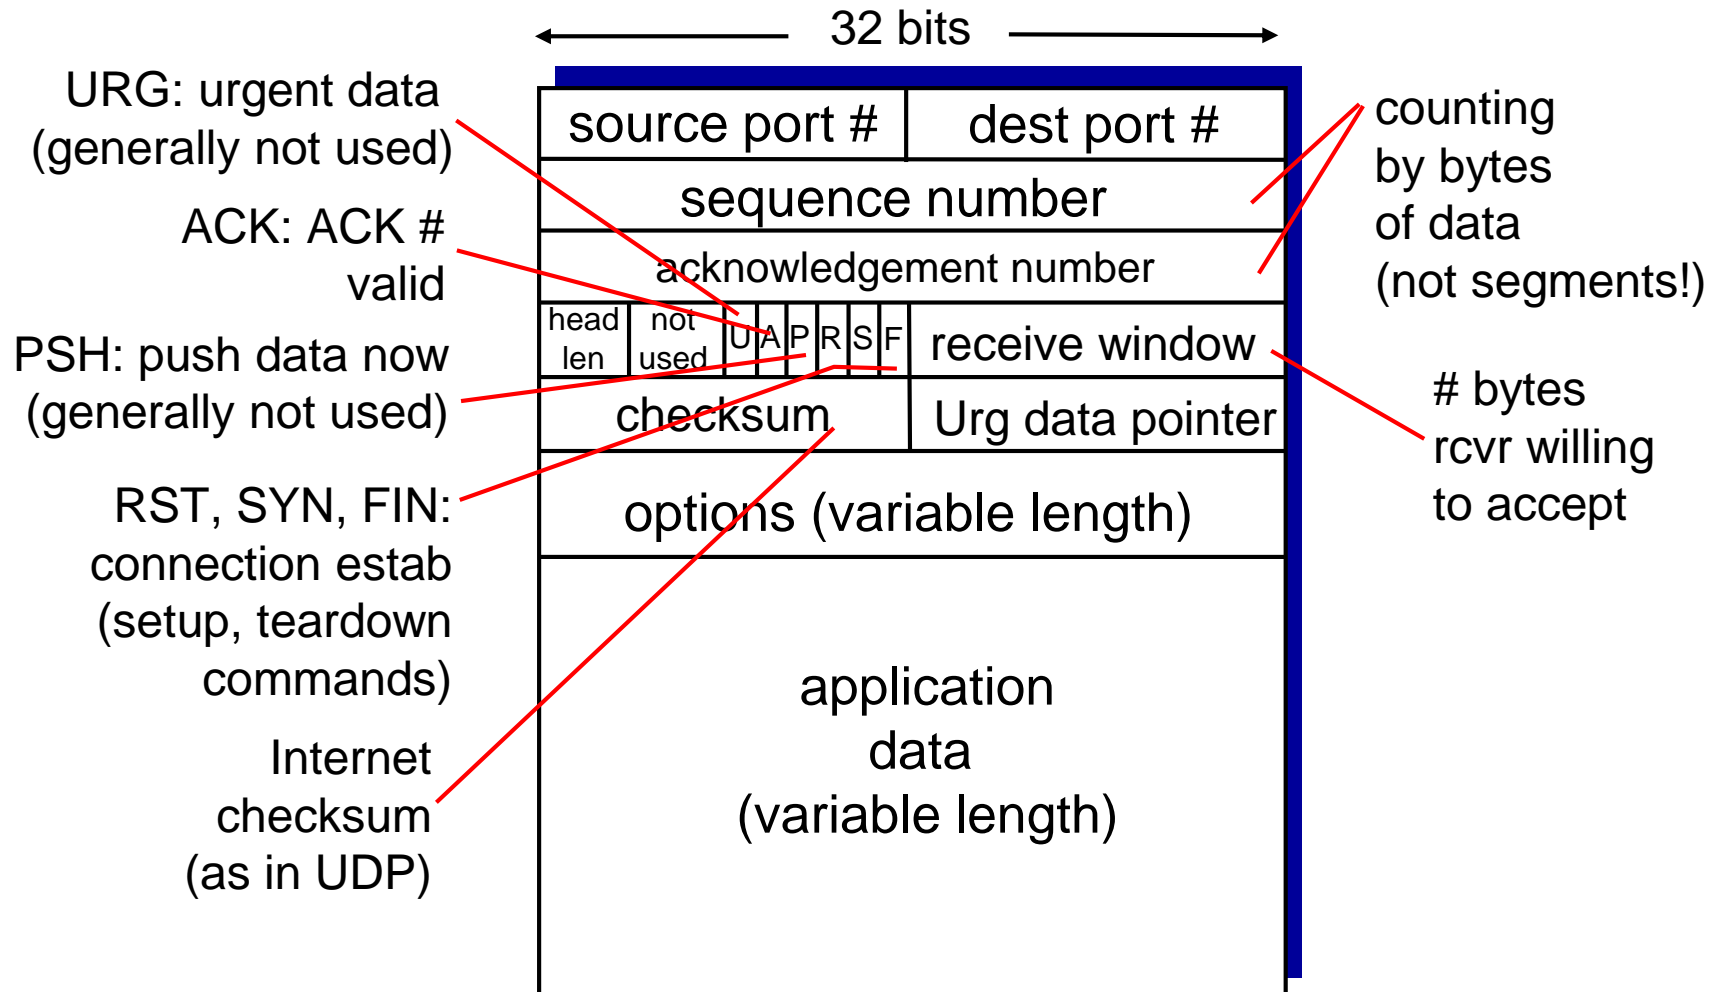 32 bits
URG: urgent data
(generally not used)
ACK: ACK #
valid
PSH: push data now
(generally not used)
RST, SYN, FIN:
connection estab
(setup, teardown
commands)
Internet
checksum
(as in UDP)
source port #
dest port #
sequence number
acknowledgement number
head
len
not
used
U
A
P
R
S
F
receive window
checksum
Urg data pointer
options (variable length)
application
data
(variable length)
counting
by bytes
of data
(not segments!)
# bytes
rcvr willing
to accept